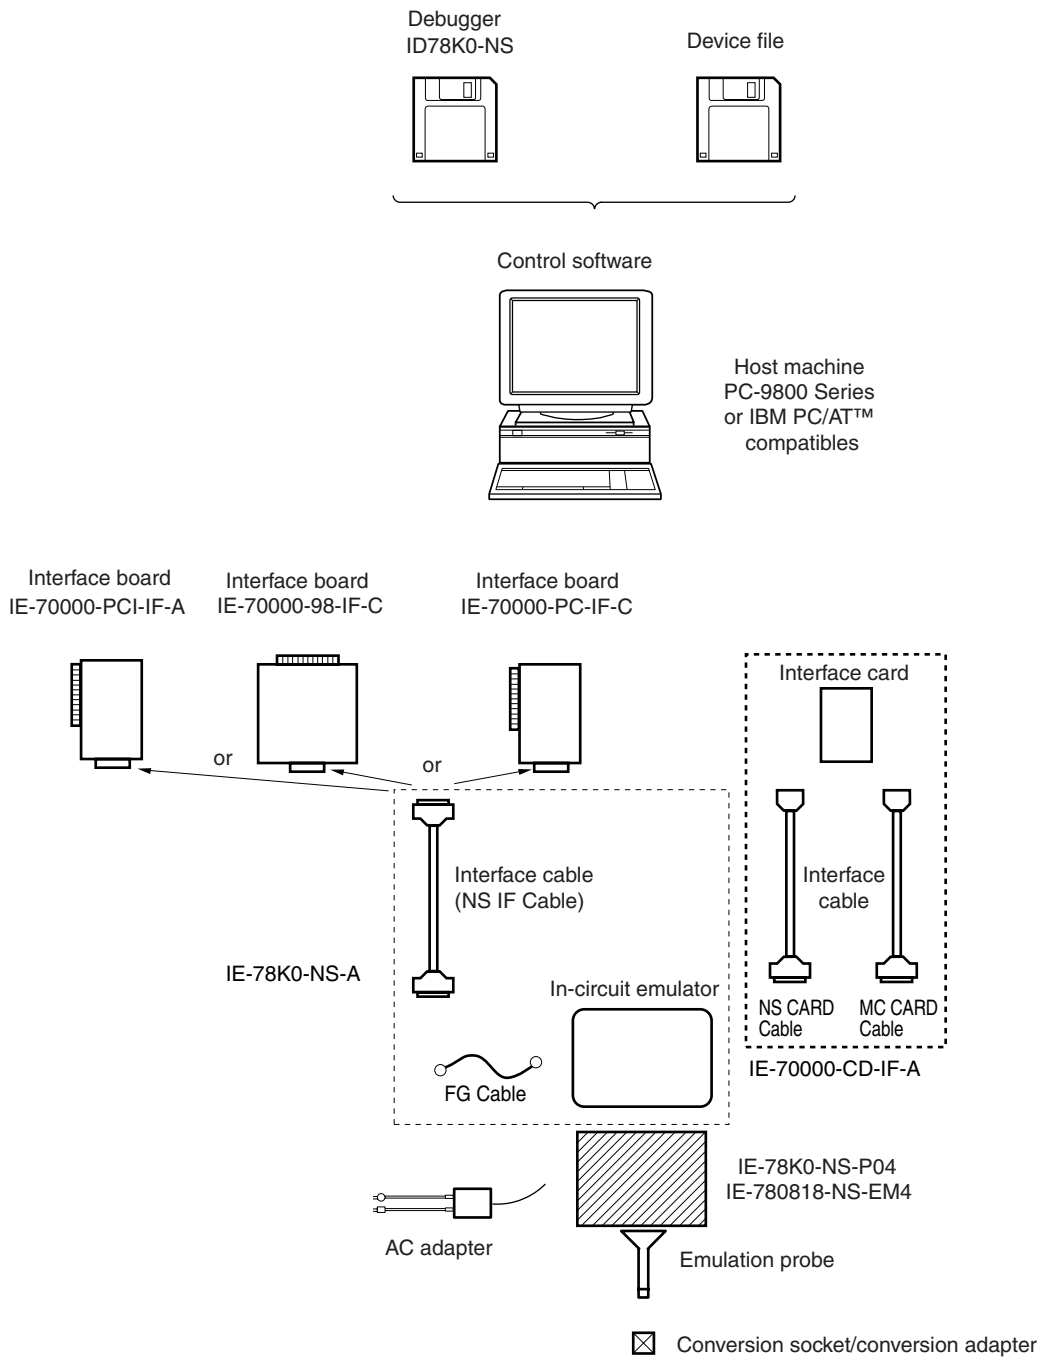 Debugger
ID78K0-NS
Device file
Control software
Host machine
PC-9800 Series
or IBM PC/AT™
compatibles
Interface board
IE-70000-PCI-IF-A
Interface board
IE-70000-98-IF-C
Interface board
IE-70000-PC-IF-C
or
or
Interface card
Interface cable
(NS IF Cable)
Interface
cable
IE-78K0-NS-A
In-circuit emulator
NS CARD
Cable
MC CARD
Cable
IE-70000-CD-IF-A
FG Cable
IE-78K0-NS-P04
IE-780818-NS-EM4
AC adapter
Emulation probe
Conversion socket/conversion adapter